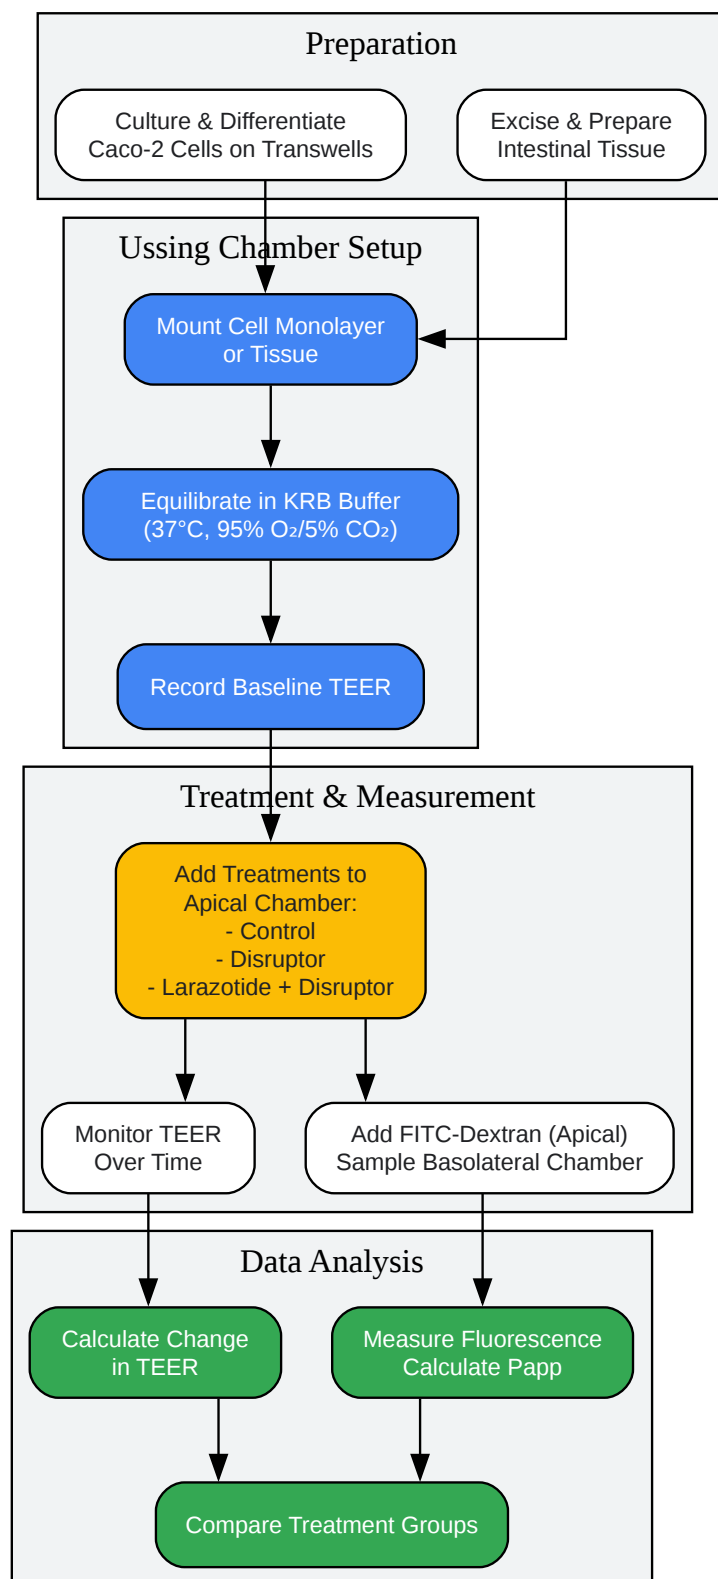 Preparation
Culture & Differentiate
Caco-2 Cells on Transwells
Excise & Prepare
Intestinal Tissue
Ussing Chamber Setup
Mount Cell Monolayer
or Tissue
Equilibrate in KRB Buffer
(37°C, 95% O₂/5% CO₂)
Record Baseline TEER
Treatment & Measurement
Add Treatments to
Apical Chamber:
- Control
- Disruptor
- Larazotide + Disruptor
Monitor TEER
Over Time
Add FITC-Dextran (Apical)
Sample Basolateral Chamber
Data Analysis
Calculate Change
in TEER
Measure Fluorescence
Calculate Papp
Compare Treatment Groups